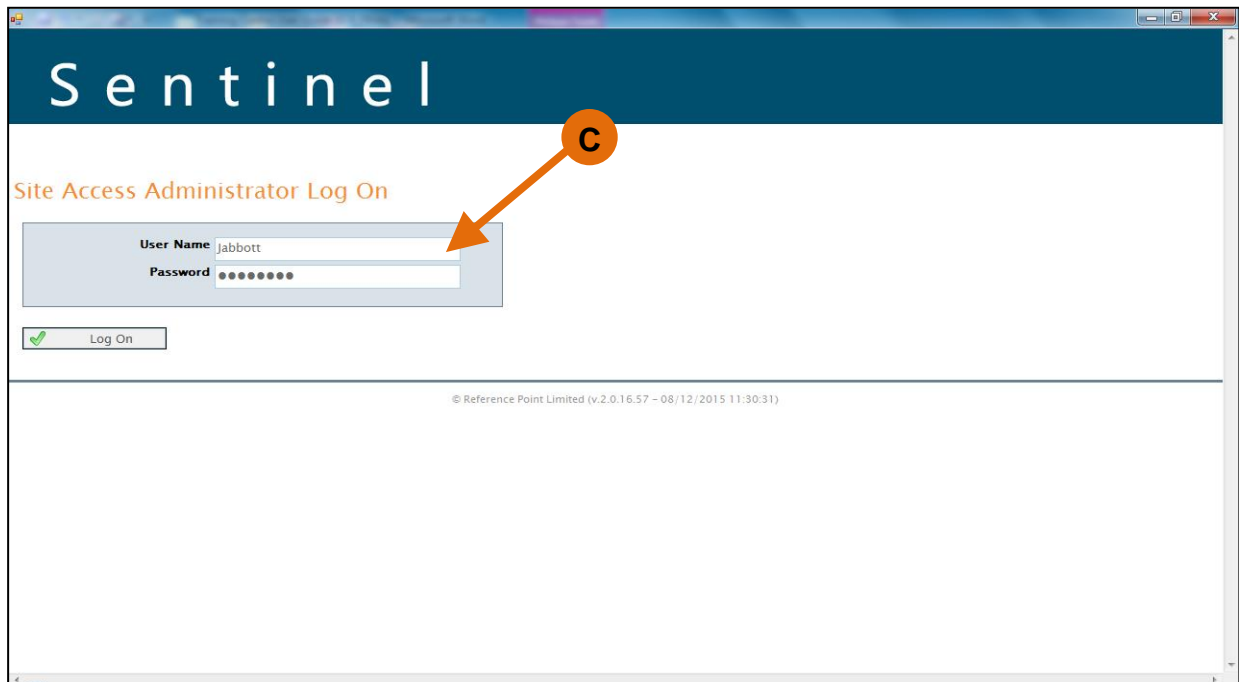 Sentinel
C
Site Access Administrator Log On
User Name Jabbott
Password ●●●●●●●●
Log On
© Reference Point Limited (v.2.0.16.57 – 08/12/2015 11:30:31)